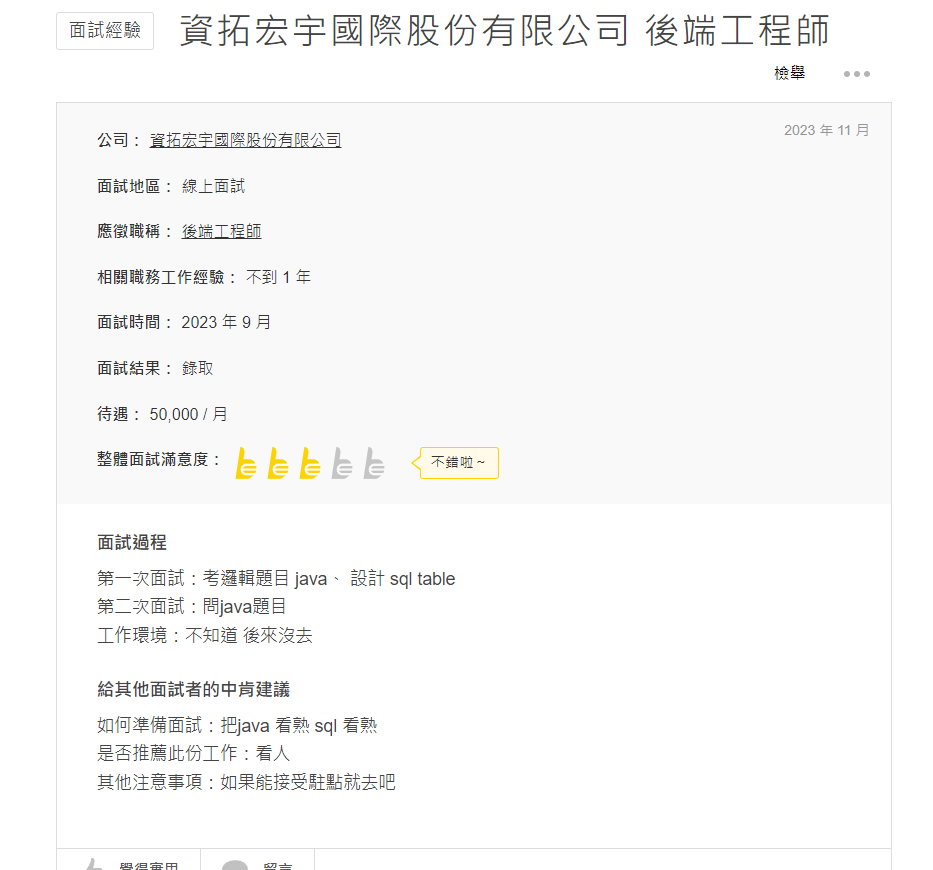 面試經驗
資拓宏宇國際股份有限公司 後端工程師
檢舉
2023 年 11 月
公司： 資拓宏宇國際股份有限公司
面試地區： 線上面試
應徵職稱： 後端工程師
相關職務工作經驗： 不到 1 年
面試時間： 2023 年 9 月
面試結果： 錄取
待遇： 50,000 / 月
整體面試滿意度： 不錯啦～
面試過程
第一次面試：考邏輯題目 java、 設計 sql table
第二次面試：問java題目
工作環境：不知道 後來沒去
給其他面試者的中肯建議
如何準備面試：把java 看熟 sql 看熟
是否推薦此份工作：看人
其他注意事項：如果能接受駐點就去吧
覺得實用
留言